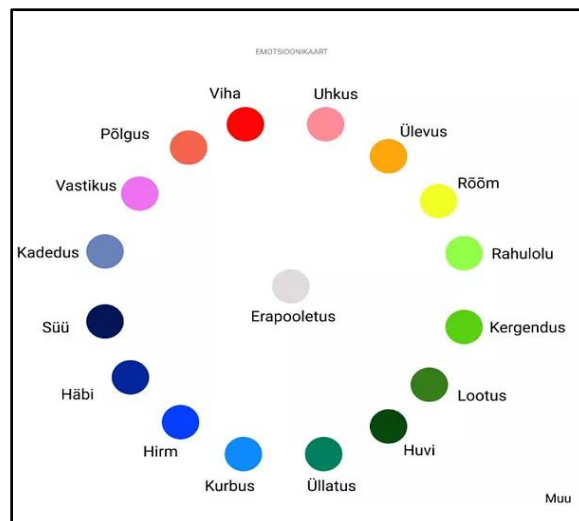 EMOTSIOONIKAART
Viha
Uhkus
Põlgus
Ülevus
Vastikus
Rõõm
Kadedus
Rahulolu
Erapooletus
Süü
Kergendus
Häbi
Lootus
Hirm
Huvi
Kurbus
Üllatus
Muu